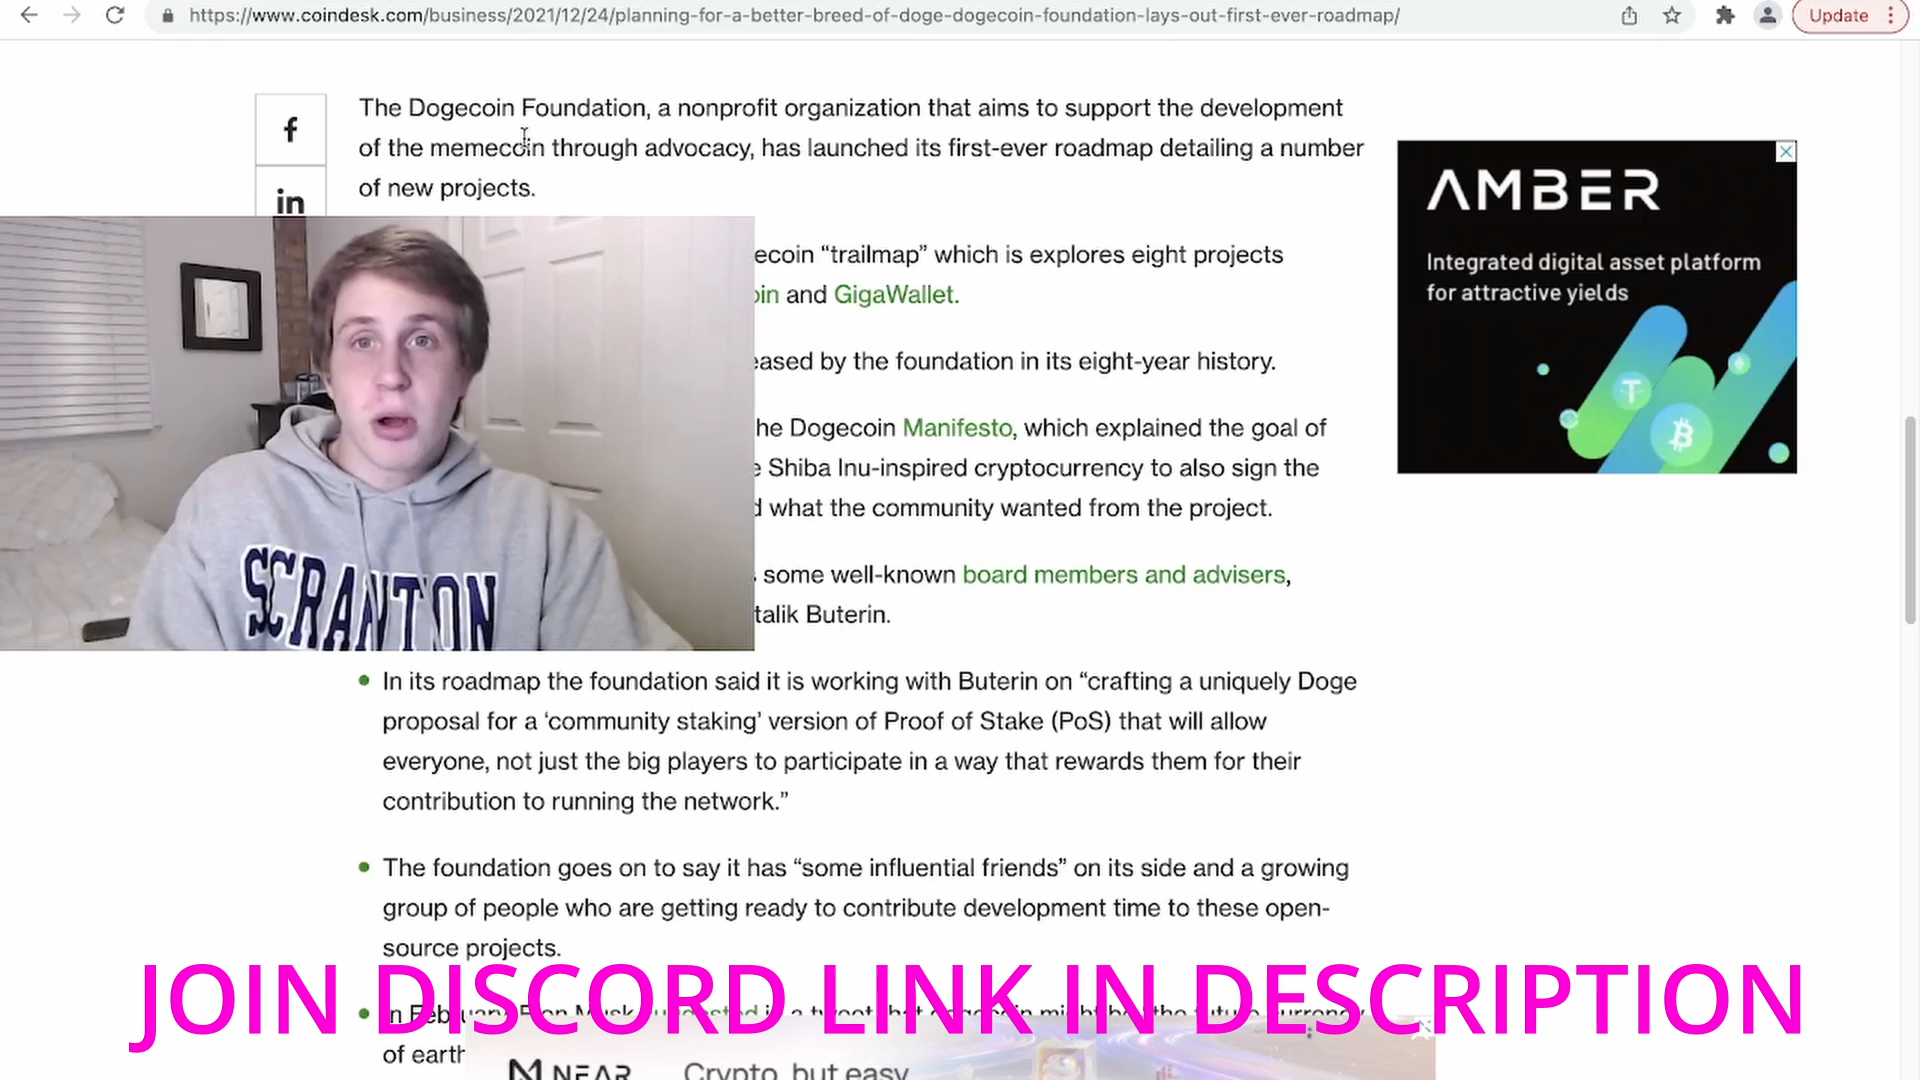 https://www.coindesk.com/business/2021/12/24/planning-for-a-better-breed-of-doge-dogecoin-foundation-lays-out-first-ever-roadmap/
Update
The Dogecoin Foundation, a nonprofit organization that aims to support the development
of the memecoin through advocacy, has launched its first-ever roadmap detailing a number
of new projects.
f
in
ecoin “trailmap” which is explores eight projects
oin and GigaWallet.
eased by the foundation in its eight-year history.
he Dogecoin Manifesto, which explained the goal of
e Shiba Inu-inspired cryptocurrency to also sign the
d what the community wanted from the project.
some well-known board members and advisers,
talik Buterin.
In its roadmap the foundation said it is working with Buterin on “crafting a uniquely Doge
proposal for a ‘community staking’ version of Proof of Stake (PoS) that will allow
everyone, not just the big players to participate in a way that rewards them for their
contribution to running the network.”
The foundation goes on to say it has “some influential friends” on its side and a growing
group of people who are getting ready to contribute development time to these open-
source projects.
of earth
AMBER
Integrated digital asset platform
for attractive yields
SCRANTON
JOIN DISCORD LINK IN DESCRIPTION
NEAR
Crypto, but easy